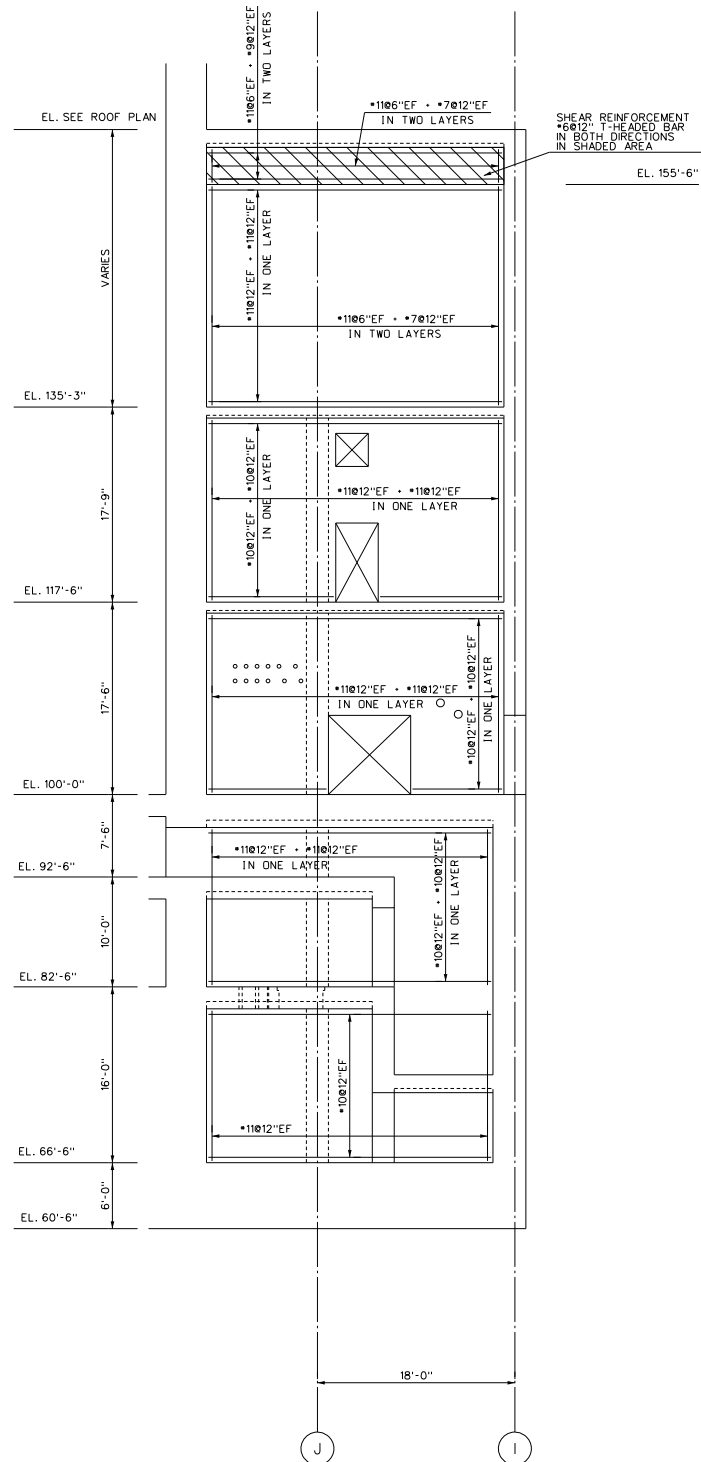 *11@6"EF + *9@12"EF
IN TWO LAYERS
*11@6"EF + *7@12"EF
IN TWO LAYERS
EL. SEE ROOF PLAN
SHEAR REINFORCEMENT
*6@12" T-HEADED BAR
IN BOTH DIRECTIONS
IN SHADED AREA
EL. 155'-6"
VARIES
*11@12"EF + *11@12"EF
IN ONE LAYER
*11@6"EF + *7@12"EF
IN TWO LAYERS
EL. 135'-3"
17'-9"
*10@12"EF + *10@12"EF
IN ONE LAYER
*11@12"EF + *11@12"EF
IN ONE LAYER
EL. 117'-6"
17'-6"
*11@12"EF + *11@12"EF
IN ONE LAYER
*10@12"EF + *10@12"EF
IN ONE LAYER
EL. 100'-0"
7'-6"
*11@12"EF + *11@12"EF
IN ONE LAYER
EL. 92'-6"
*10@12"EF + *10@12"EF
IN ONE LAYER
10'-0"
EL. 82'-6"
16'-0"
*10@12"EF
*11@12"EF
EL. 66'-6"
6'-0"
EL. 60'-6"
18'-0"
J
I